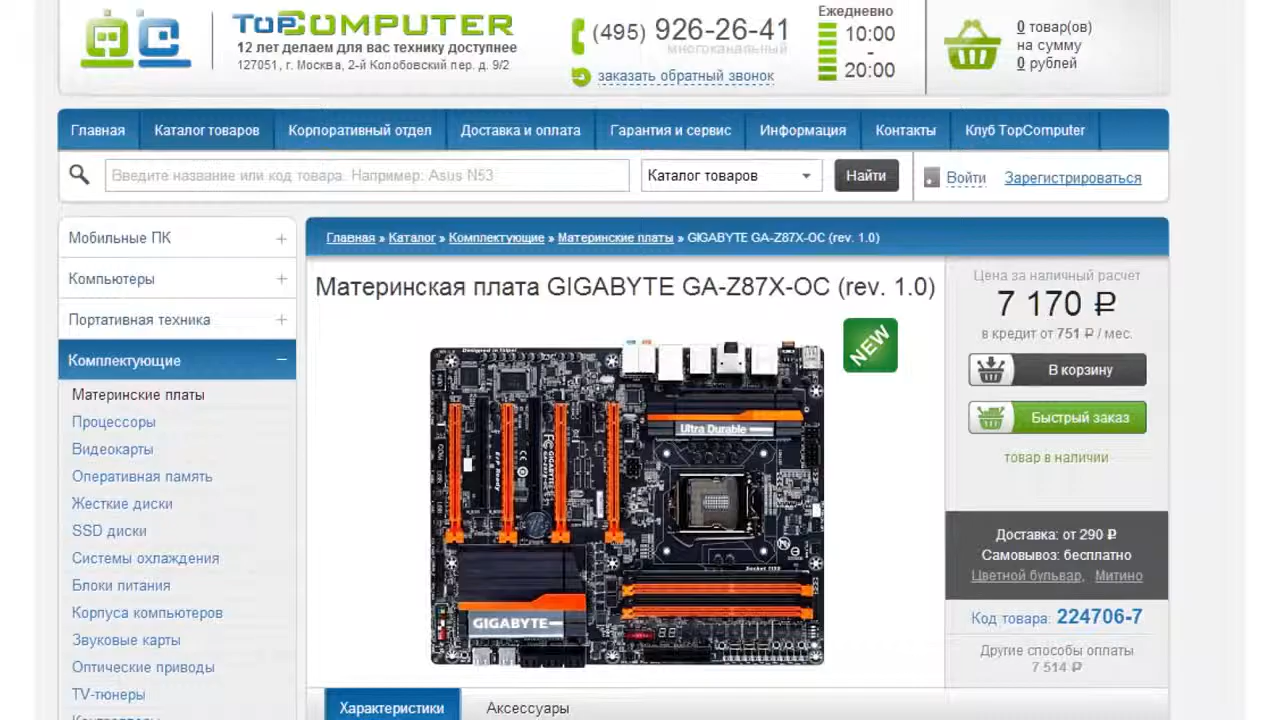 TopComputer
12 лет делаем для вас технику доступнее
127051, г. Москва, 2-й Колобовский пер. д. 9/2
(495) 926-26-41
многоканальный
заказать обратный звонок
Ежедневно
10:00
-
20:00
0 товар(ов)
на сумму
0 рублей
Главная
Каталог товаров
Корпоративный отдел
Доставка и оплата
Гарантия и сервис
Информация
Контакты
Клуб TopComputer
Введите название или код товара. Например: Asus N53
Каталог товаров
Найти
Войти
Зарегистрироваться
Мобильные ПК
Компьютеры
Портативная техника
Комплектующие
Материнские платы
Процессоры
Видеокарты
Оперативная память
Жесткие диски
SSD диски
Системы охлаждения
Блоки питания
Корпуса компьютеров
Звуковые карты
Оптические приводы
TV-тюнеры
Главная » Каталог » Комплектующие » Материнские платы » GIGABYTE GA-Z87X-OC (rev. 1.0)
Материнская плата GIGABYTE GA-Z87X-OC (rev. 1.0)
NEW
Designed in Taipei
Ultra Durable
ErP Ready
Socket 1150
GIGABYTE
Цена за наличный расчет
7 170 ₽
в кредит от 751 ₽ / мес.
В корзину
Быстрый заказ
товар в наличии
Доставка: от 290 ₽
Самовывоз: бесплатно
Цветной бульвар, Митино
Код товара: 224706-7
Другие способы оплаты
7 514 ₽
Характеристики
Аксессуары